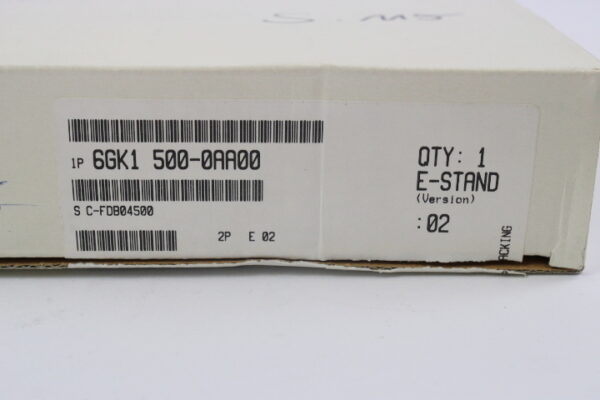 1P 6GK1 500-0AA00
S C-FDB04500
2P E 02
QTY: 1
E-STAND
(Version)
:02
ACKING